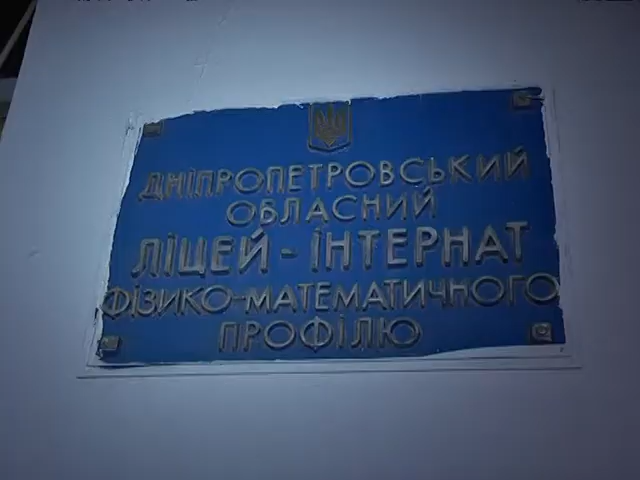 ДНІПРОПЕТРОВСЬКИЙ
ОБЛАСНИЙ
ЛІЦЕЙ - ІНТЕРНАТ
ФІЗИКО-МАТЕМАТИЧНОГО
ПРОФІЛЮ